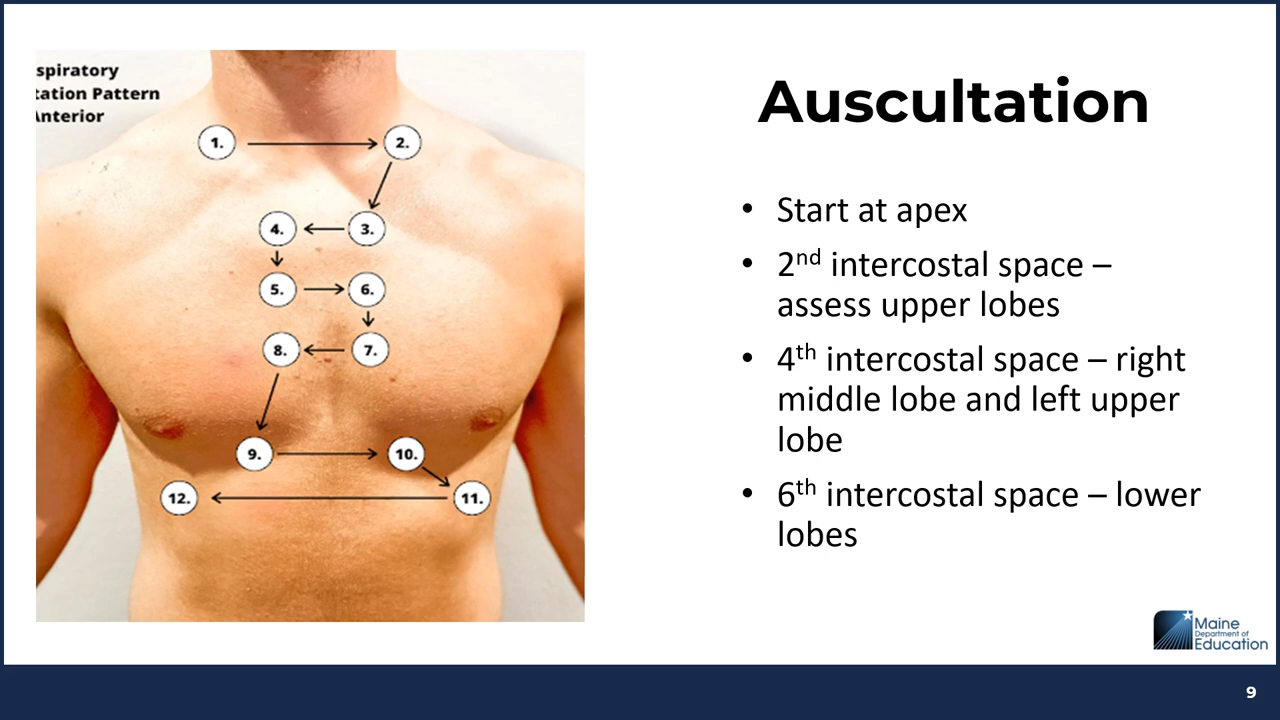 spiratory
tation Pattern
Anterior
1.
2.
4.
3.
5.
6.
8.
7.
9.
10.
12.
11.
Auscultation
• Start at apex
• 2nd intercostal space –
assess upper lobes
• 4th intercostal space – right
middle lobe and left upper
lobe
• 6th intercostal space – lower
lobes
Maine
Department of
Education
9